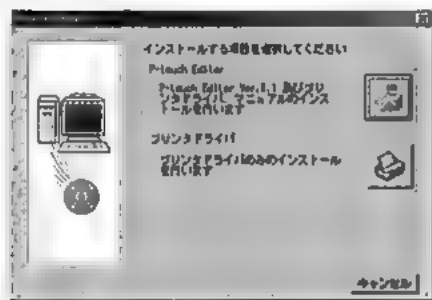 インストールする項目を選択してください
P-touch Editor
P-touch Editor Ver.3.1 及びプリ
ンタドライバ、マニュアルのインス
トールを行います
プリンタドライバ
プリンタドライバのみのインストール
を行います
キャンセル